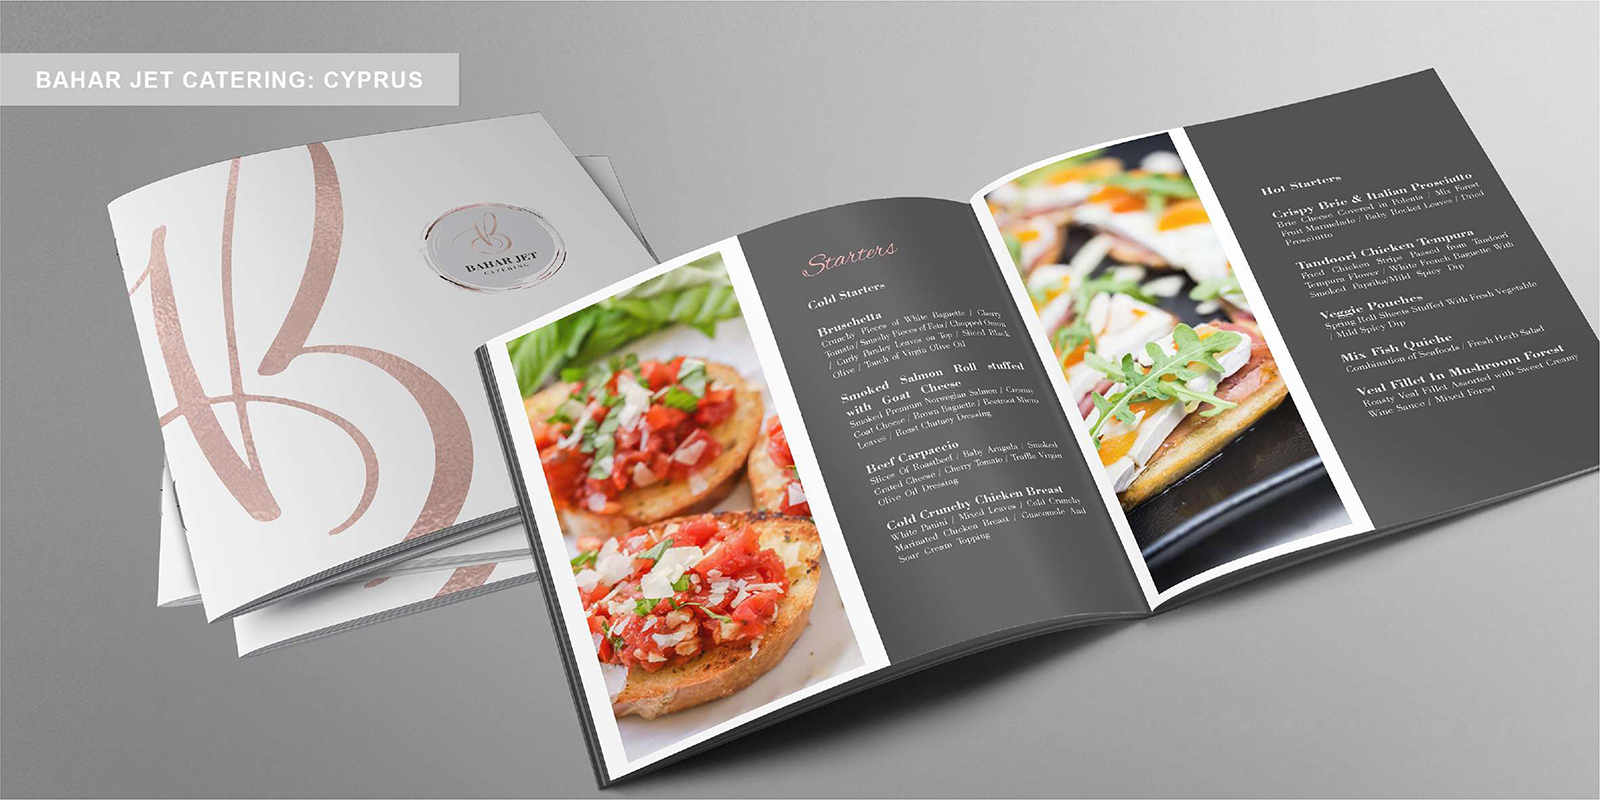 BAHAR JET CATERING: CYPRUS
B
B
BAHAR JET
CATERING
Starters
Cold Starters
Bruschetta
Crunchy Pieces of White Baguette / Cherry
Tomato / Smashy Pieces of Feta / Chopped Onion
/ Curly Parsley Leaves on Top / Sliced Black
Olive / Touch of Virgin Olive Oil
Smoked Salmon Roll stuffed
with Goat Cheese
Smoked Premium Norwegian Salmon / Creamy
Goat Cheese / Brown Baguette / Beetroot Micro
Leaves / Roast Chutney Dressing
Beef Carpaccio
Slices Of Roastbeef / Baby Arugula / Smoked
Grated Cheese / Cherry Tomato / Truffle Virgin
Olive Oil Dressing
Cold Crunchy Chicken Breast
White Panini / Mixed Leaves / Cold Crunchy
Marinated Chicken Breast / Guacomole And
Sour Cream Topping
Hot Starters
Crispy Brie & Italian Prosciutto
Brie Cheese Covered in Polenta / Mix Forest
Fruit Marmelade / Baby Rocket Leaves / Dried
Prosciutto
Tandoori Chicken Tempura
Fried Chicken Strips Passed from Tandoori
Tempura Flower / White French Baguette With
Smoked Paprika/Mild Spicy Dip
Veggie Pouches
Spring Roll Sheets Stuffed With Fresh Vegetable
/ Mild Spicy Dip
Mix Fish Quiche
Combination of Seafoods / Fresh Herb Salad
Veal Fillet In Mushroom Forest
Roasty Veal Fillet Assorted with Sweet Creamy
Wine Sauce / Mixed Forest